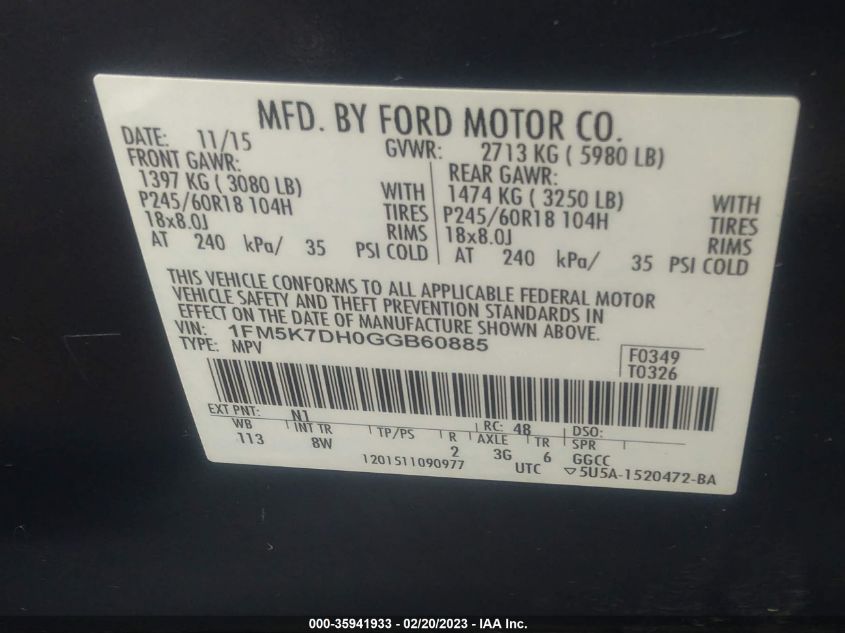 MFD. BY FORD MOTOR CO.
DATE: 11/15 GVWR: 2713 KG ( 5980 LB)
FRONT GAWR: REAR GAWR:
1397 KG ( 3080 LB) WITH 1474 KG ( 3250 LB) WITH
P245/60R18 104H TIRES P245/60R18 104H TIRES
18x8.0J RIMS 18x8.0J RIMS
AT 240 kPa/ 35 PSI COLD AT 240 kPa/ 35 PSI COLD
THIS VEHICLE CONFORMS TO ALL APPLICABLE FEDERAL MOTOR
VEHICLE SAFETY AND THEFT PREVENTION STANDARDS IN
EFFECT ON THE DATE OF MANUFACTURE SHOWN ABOVE.
VIN: 1FM5K7DH0GGB60885
TYPE: MPV
F0349
T0326
EXT PNT: N1 RC: 48 DSO:
WB INT TR TP/PS R AXLE TR SPR
113 8W 2 3G 6 GGCC
1201511090977 UTC ▽5U5A-1520472-BA
000-35941933 - 02/20/2023 - IAA Inc.